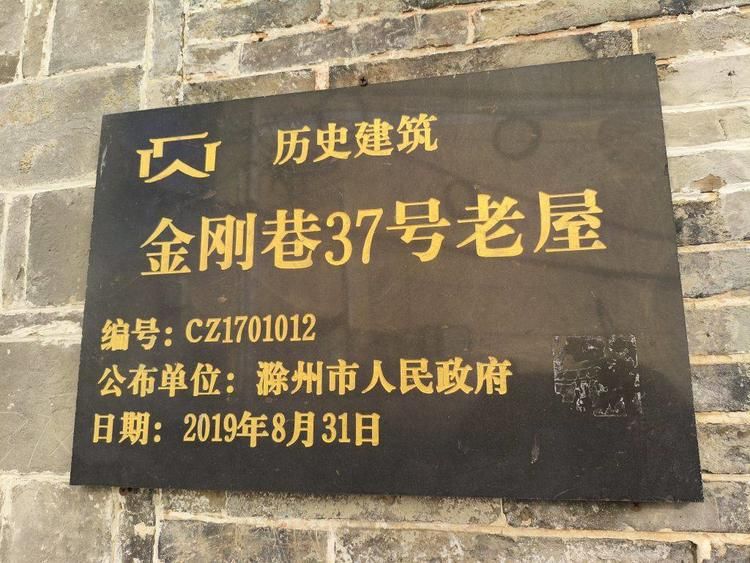 历史建筑
金刚巷37号老屋
编号：CZ1701012
公布单位：滁州市人民政府
日期：2019年8月31日